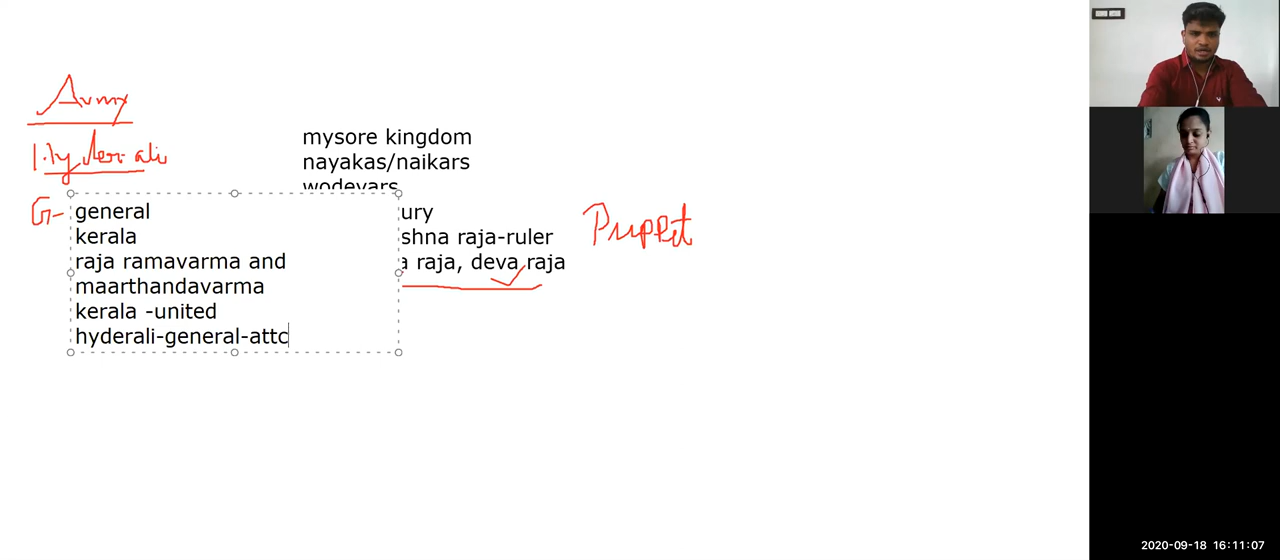 Army
Hyder ali
mysore kingdom
nayakas/naikars
wodeyars
G-
general
kerala
raja ramavarma and
maarthandavarma
kerala -united
hyderali-general-attc
ury
shna raja-ruler
a raja, deva raja
Puppet
2020-09-18 16:11:07